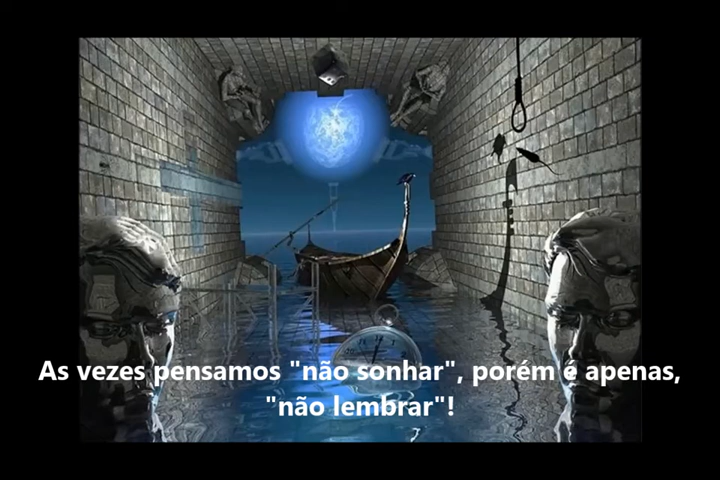 As vezes pensamos "não sonhar", porém é apenas,
"não lembrar"!